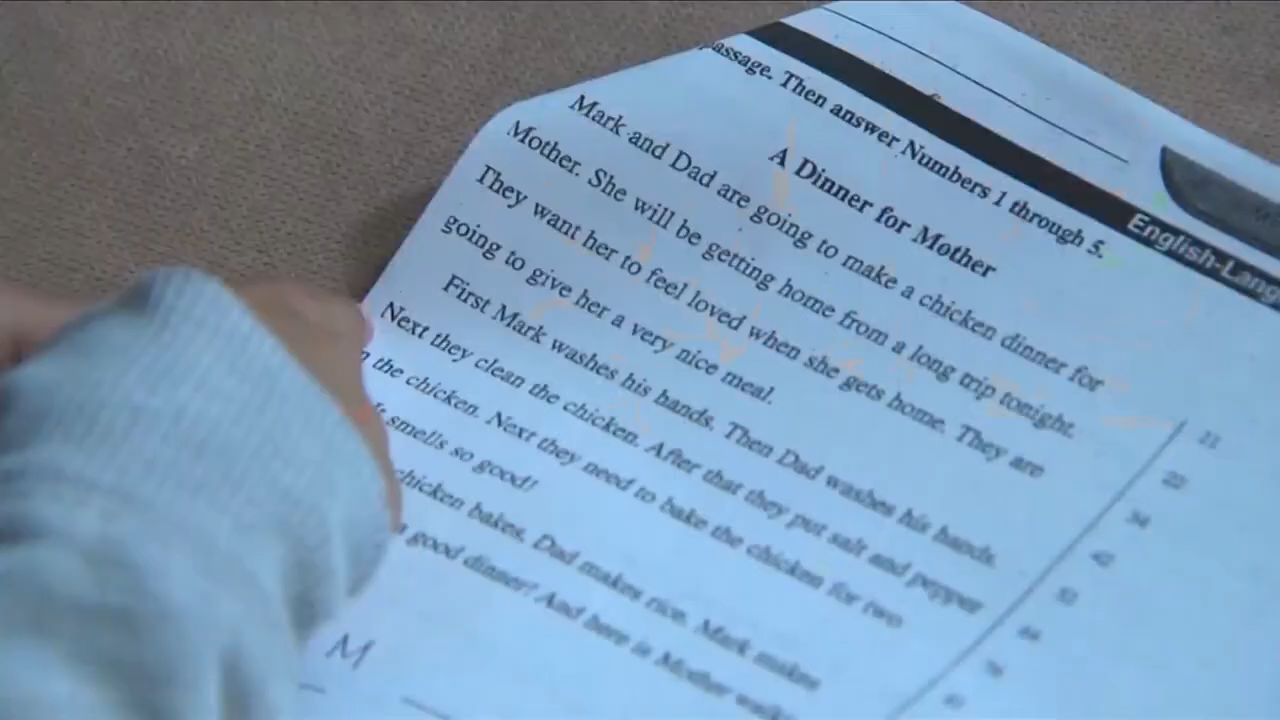 English-Lang
passage. Then answer Numbers 1 through 5.
A Dinner for Mother
Mark and Dad are going to make a chicken dinner for
Mother. She will be getting home from a long trip tonight.
They want her to feel loved when she gets home. They are
going to give her a very nice meal.
First Mark washes his hands. Then Dad washes his hands.
Next they clean the chicken. After that they put salt and pepper
the chicken. Next they need to bake the chicken for two
smells so good!
chicken bakes, Dad makes rice. Mark makes
good dinner! And here is Mother
M